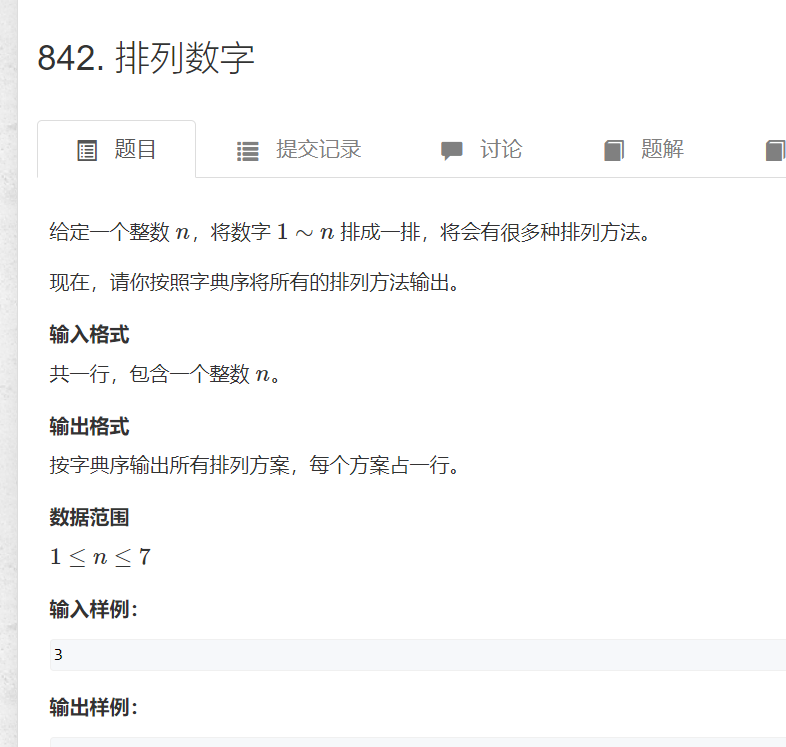 842. 排列数字
题目 提交记录 讨论 题解
给定一个整数 n，将数字 1 ∼ n 排成一排，将会有很多种排列方法。
现在，请你按照字典序将所有的排列方法输出。
输入格式
共一行，包含一个整数 n。
输出格式
按字典序输出所有排列方案，每个方案占一行。
数据范围
1 ≤ n ≤ 7
输入样例：
3
输出样例：